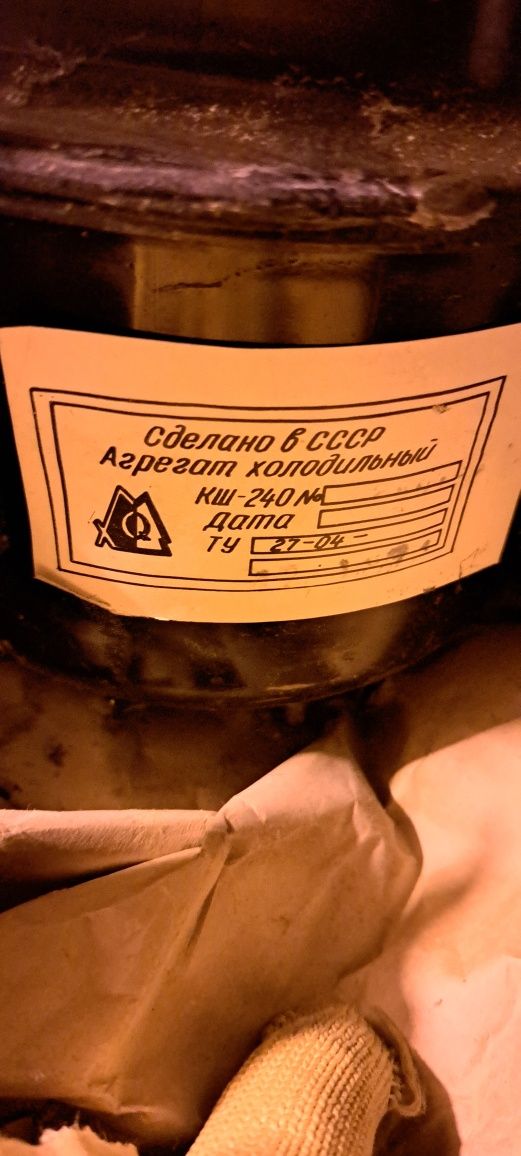 Сделано в СССР
Агрегат холодильный
КШ-240 №
Дата
ТУ 27-04-